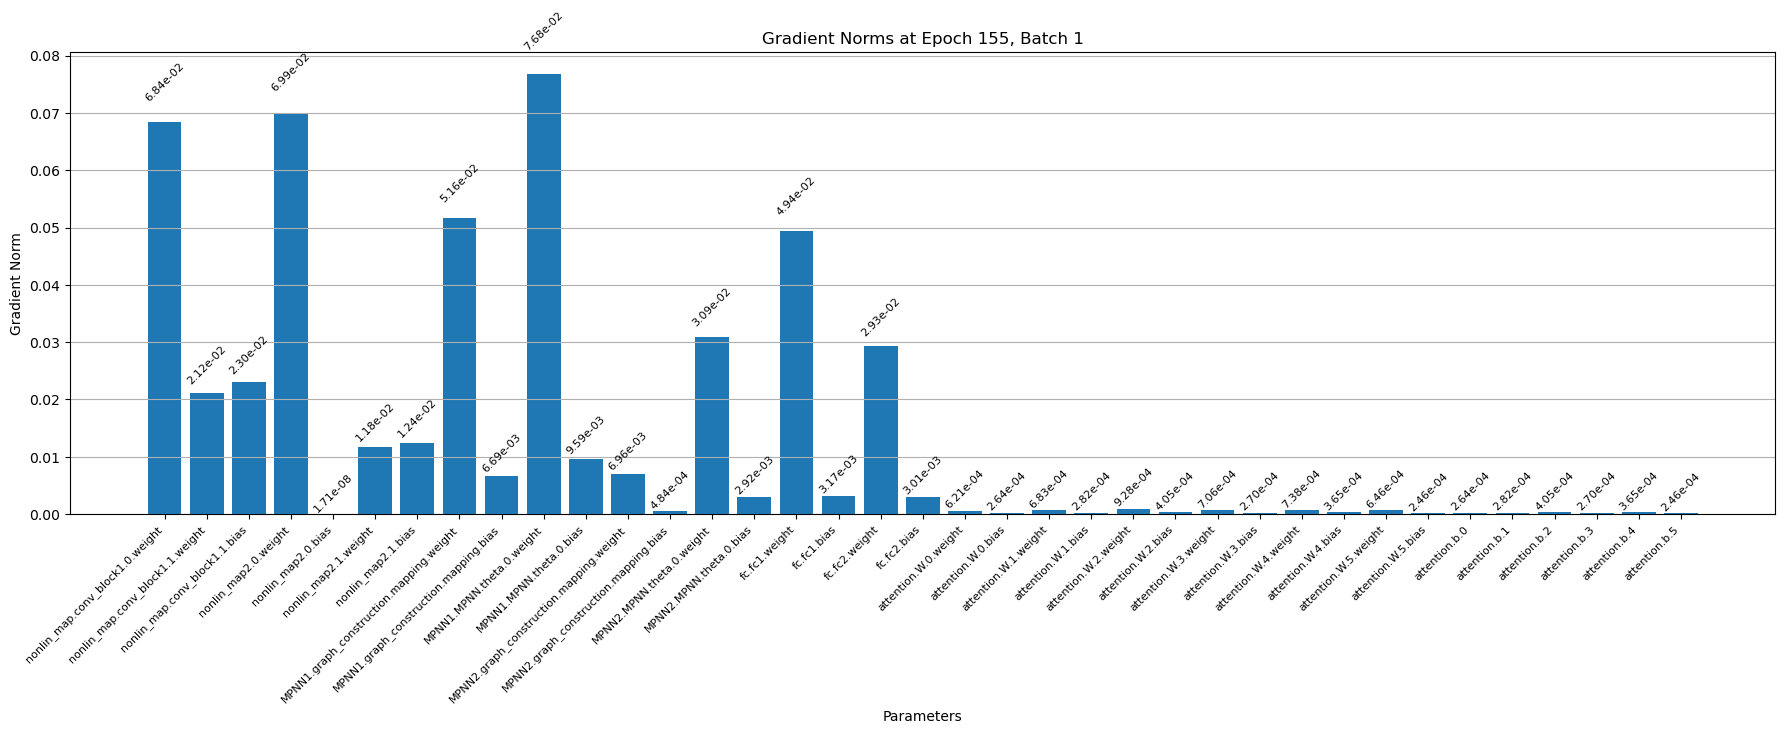 Gradient Norms at Epoch 155, Batch 1
Gradient Norm
0.08
0.07
0.06
0.05
0.04
0.03
0.02
0.01
0.00
6.84e-02
2.12e-02
2.30e-02
6.99e-02
1.71e-08
1.18e-02
1.24e-02
5.16e-02
6.69e-03
7.68e-02
9.59e-03
6.96e-03
4.84e-04
3.09e-02
2.92e-03
4.94e-02
3.17e-03
2.93e-02
3.01e-03
6.21e-04
2.64e-04
6.83e-04
2.82e-04
9.28e-04
4.05e-04
7.06e-04
2.70e-04
7.38e-04
3.65e-04
6.46e-04
2.46e-04
2.64e-04
2.82e-04
4.05e-04
2.70e-04
3.65e-04
2.46e-04
nonlin_map.conv_block1.0.weight
nonlin_map.conv_block1.1.weight
nonlin_map.conv_block1.1.bias
nonlin_map2.0.weight
nonlin_map2.0.bias
nonlin_map2.1.weight
nonlin_map2.1.bias
MPNN1.graph_construction.mapping.weight
MPNN1.graph_construction.mapping.bias
MPNN1.MPNN.theta.0.weight
MPNN1.MPNN.theta.0.bias
MPNN2.graph_construction.mapping.weight
MPNN2.graph_construction.mapping.bias
MPNN2.MPNN.theta.0.weight
MPNN2.MPNN.theta.0.bias
fc.fc1.weight
fc.fc1.bias
fc.fc2.weight
fc.fc2.bias
attention.W.0.weight
attention.W.0.bias
attention.W.1.weight
attention.W.1.bias
attention.W.2.weight
attention.W.2.bias
attention.W.3.weight
attention.W.3.bias
attention.W.4.weight
attention.W.4.bias
attention.W.5.weight
attention.W.5.bias
attention.b.0
attention.b.1
attention.b.2
attention.b.3
attention.b.4
attention.b.5
Parameters